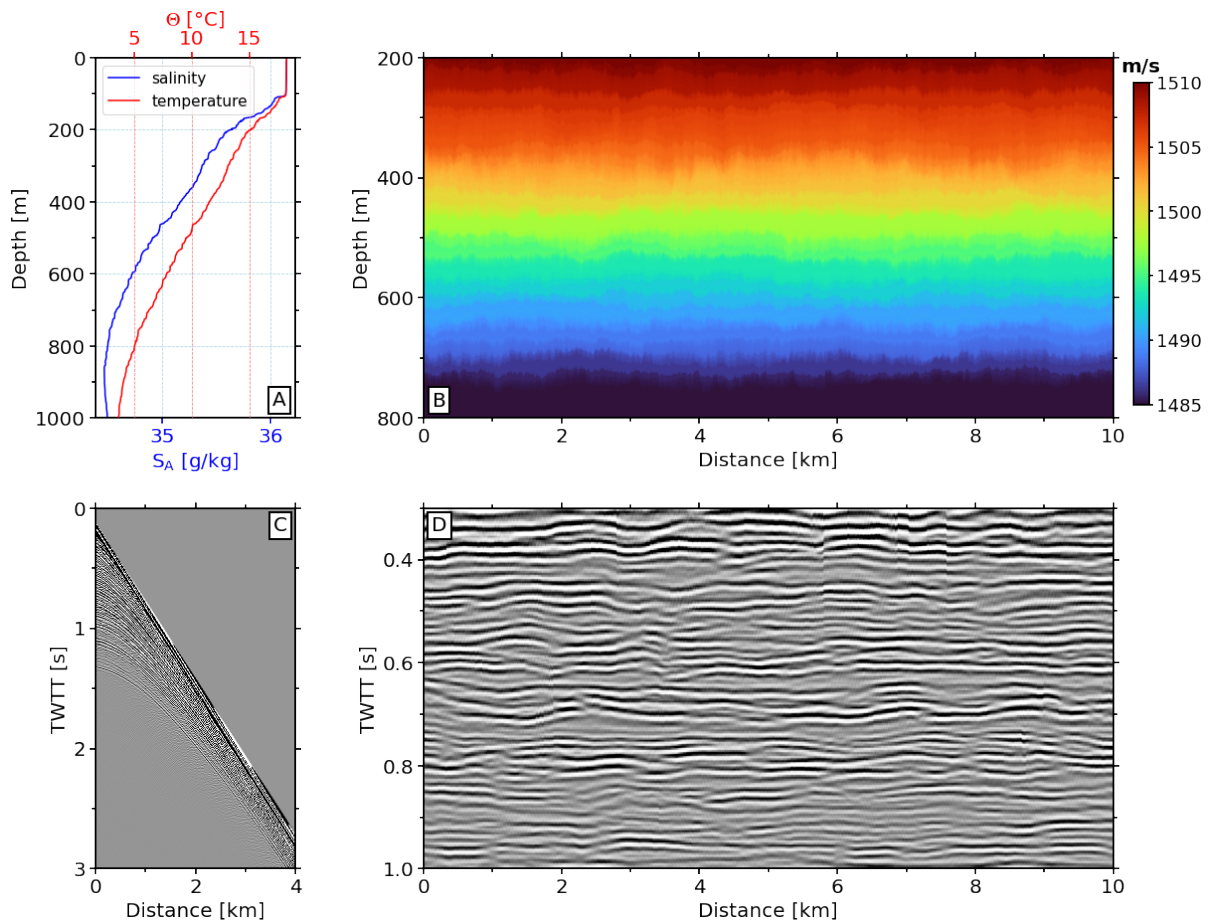 Θ [°C]
5 10 15
0
200
400
600
800
1000
Depth [m]
salinity
temperature
A
35 36
S_A [g/kg]
200
400
600
800
Depth [m]
B
0 2 4 6 8 10
Distance [km]
m/s
1510
1505
1500
1495
1490
1485
0
1
2
3
TWTT [s]
C
0 2 4
Distance [km]
0.4
0.6
0.8
1.0
TWTT [s]
D
0 2 4 6 8 10
Distance [km]